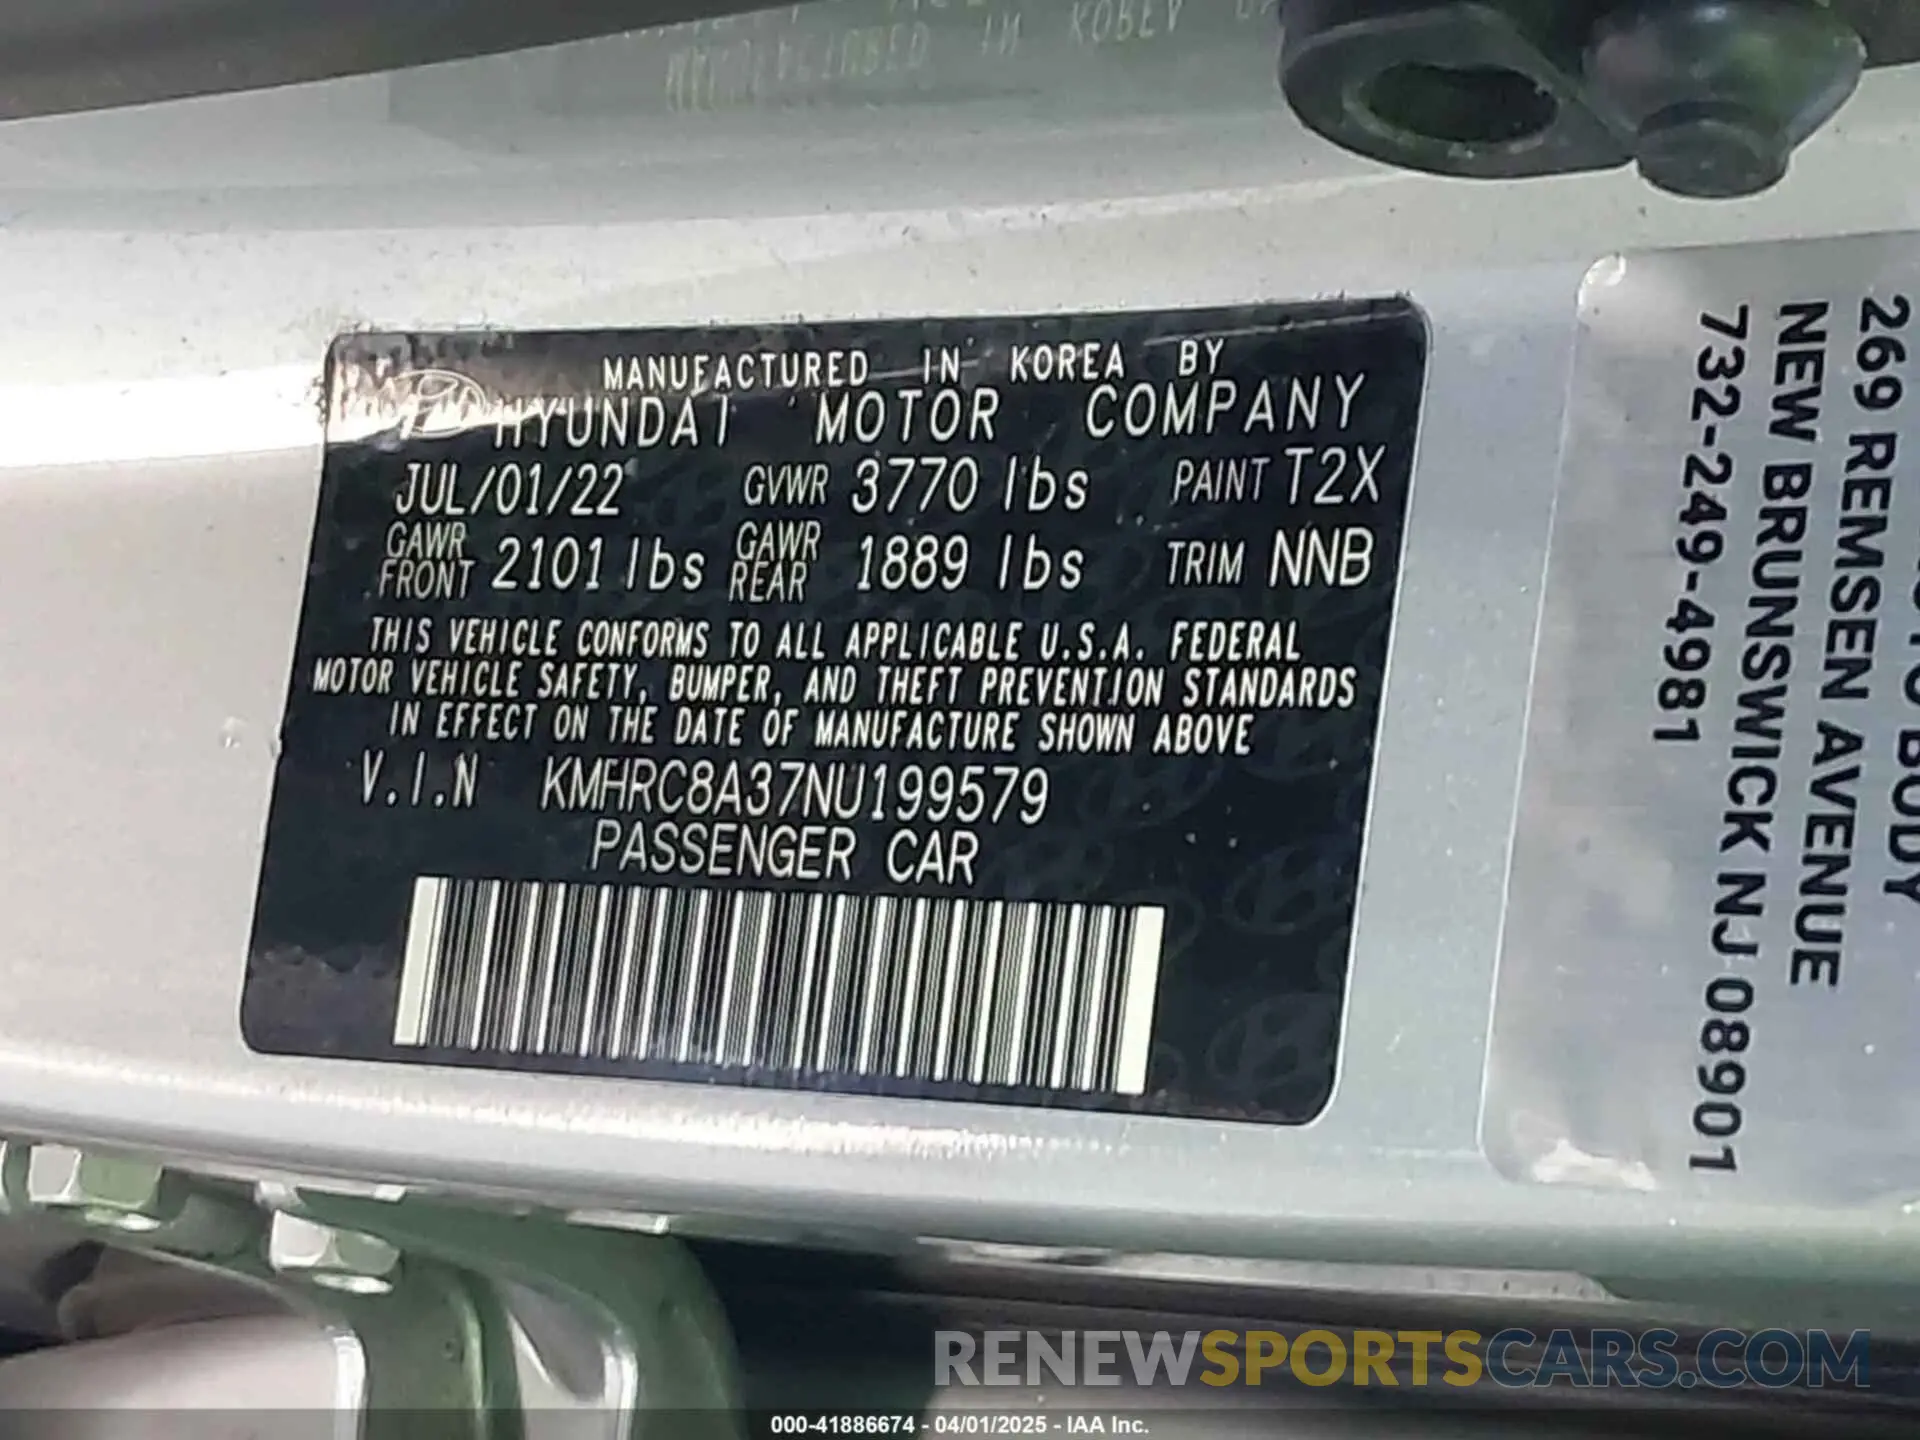 MANUFACTURED IN KOREA
MANUFACTURED IN KOREA BY
HYUNDAI MOTOR COMPANY
JUL/01/22 GVWR 3770 lbs PAINT T2X
GAWR FRONT 2101 lbs GAWR REAR 1889 lbs TRIM NNB
THIS VEHICLE CONFORMS TO ALL APPLICABLE U.S.A. FEDERAL
MOTOR VEHICLE SAFETY, BUMPER, AND THEFT PREVENTION STANDARDS
IN EFFECT ON THE DATE OF MANUFACTURE SHOWN ABOVE
V.I.N KMHRC8A37NU199579
PASSENGER CAR
BODY
269 REMSEN AVENUE
NEW BRUNSWICK NJ 08901
732-249-4981
RENEWSPORTSCARS.COM
000-41886674 - 04/01/2025 - IAA Inc.